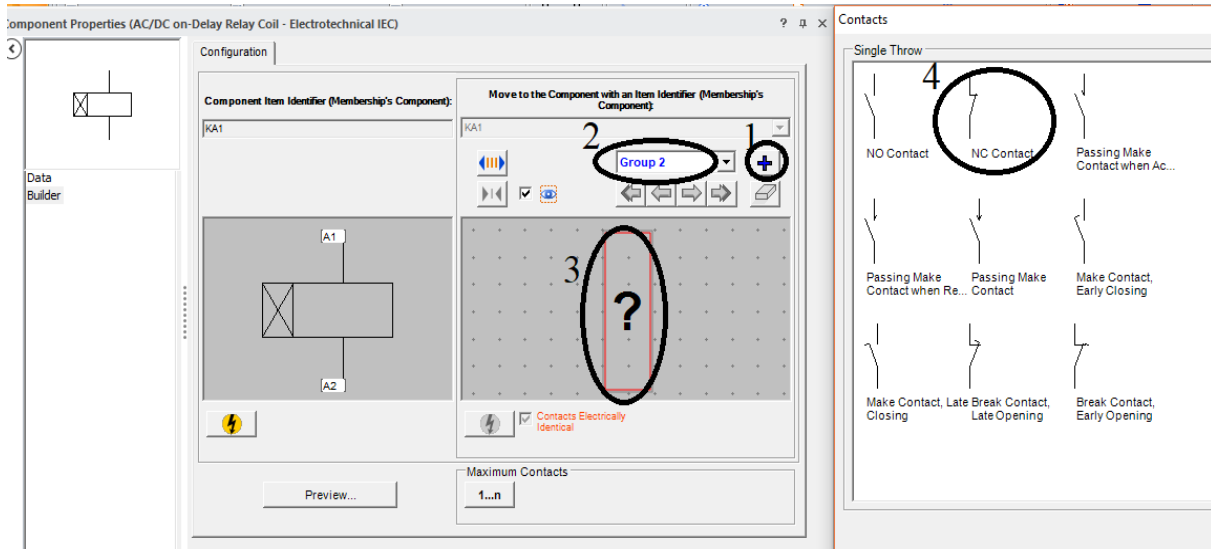 Component Properties (AC/DC on-Delay Relay Coil - Electrotechnical IEC)
Data
Builder
Configuration
Component Item Identifier (Membership's Component):
KA1
A1
A2
Preview...
Move to the Component with an Item Identifier (Membership's
Component):
KA1
2
1
Group 2
3
?
Contacts Electrically
Identical
Maximum Contacts
1...n
Contacts
Single Throw
4
NO Contact
NC Contact
Passing Make
Contact when Ac...
Passing Make
Contact when Re...
Passing Make
Contact
Make Contact,
Early Closing
Make Contact, Late
Closing
Break Contact,
Late Opening
Break Contact,
Early Opening